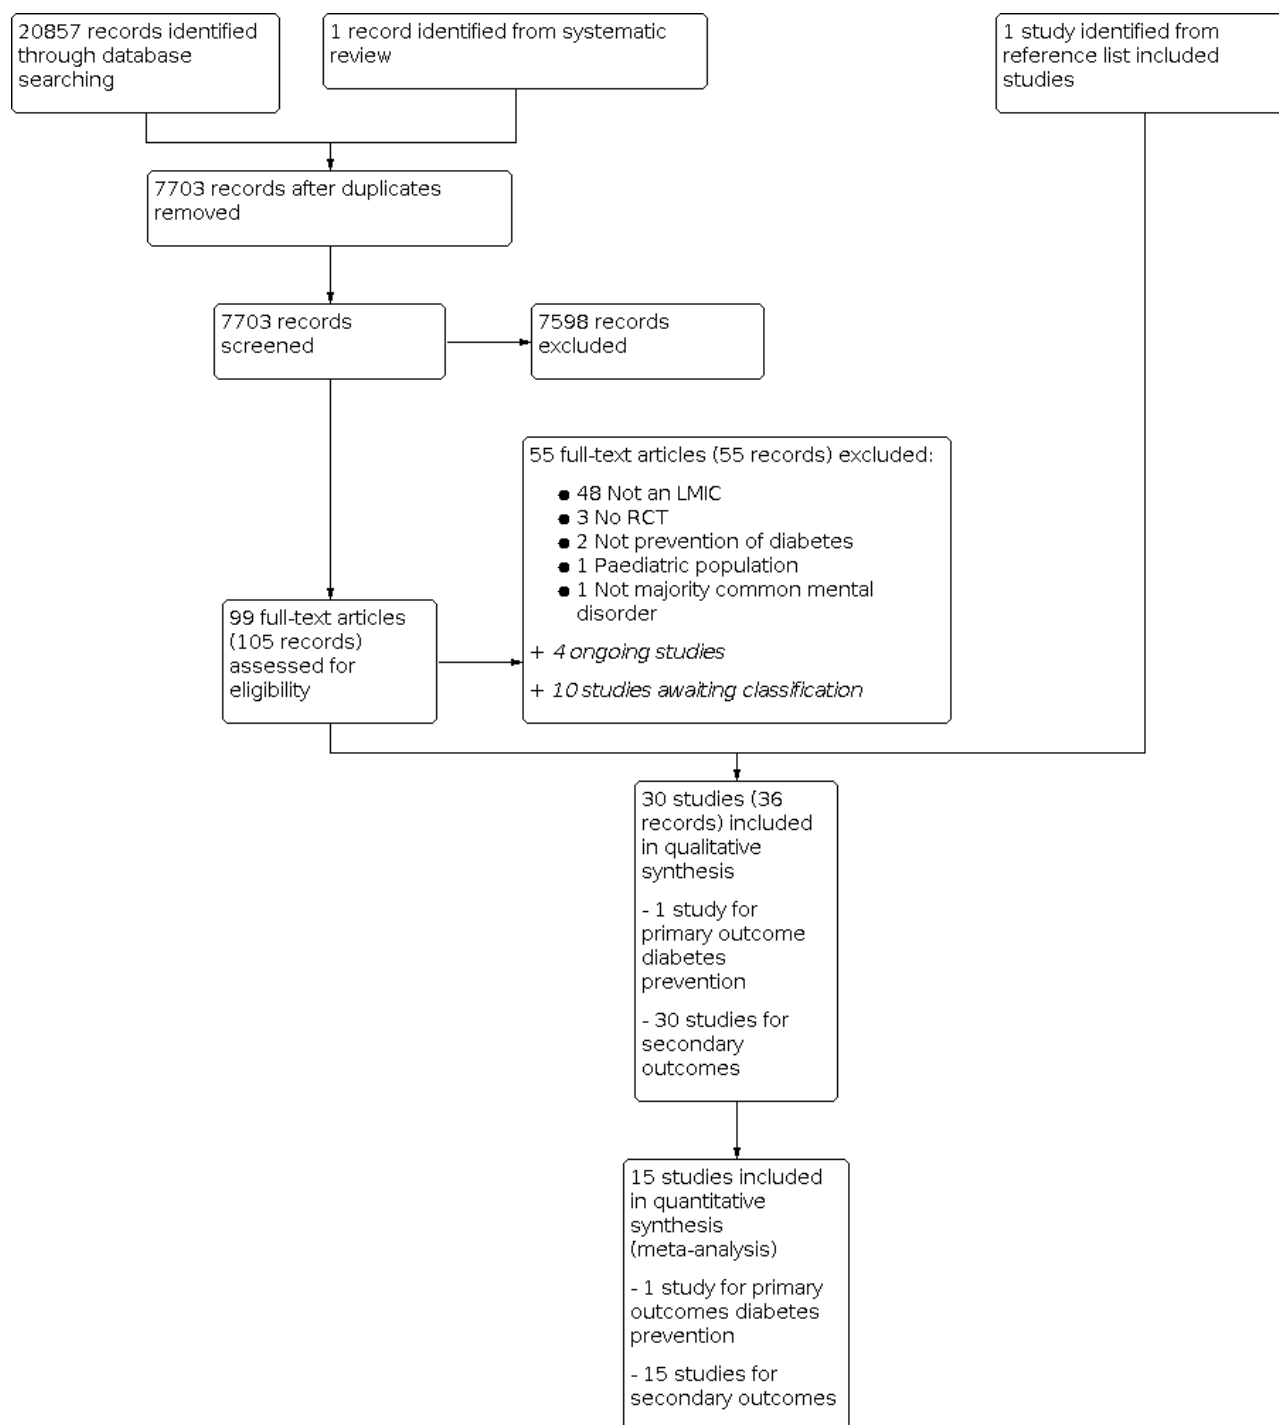 20857 records identified
through database
searching
1 record identified from systematic
review
1 study identified from
reference list included
studies
7703 records after duplicates
removed
7703 records
screened
7598 records
excluded
55 full-text articles (55 records) excluded:
● 48 Not an LMIC
● 3 No RCT
● 2 Not prevention of diabetes
● 1 Paediatric population
● 1 Not majority common mental
disorder
+ 4 ongoing studies
+ 10 studies awaiting classification
99 full-text articles
(105 records)
assessed for
eligibility
30 studies (36
records) included
in qualitative
synthesis
- 1 study for
primary outcome
diabetes
prevention
- 30 studies for
secondary
outcomes
15 studies included
in quantitative
synthesis
(meta-analysis)
- 1 study for primary
outcomes diabetes
prevention
- 15 studies for
secondary outcomes